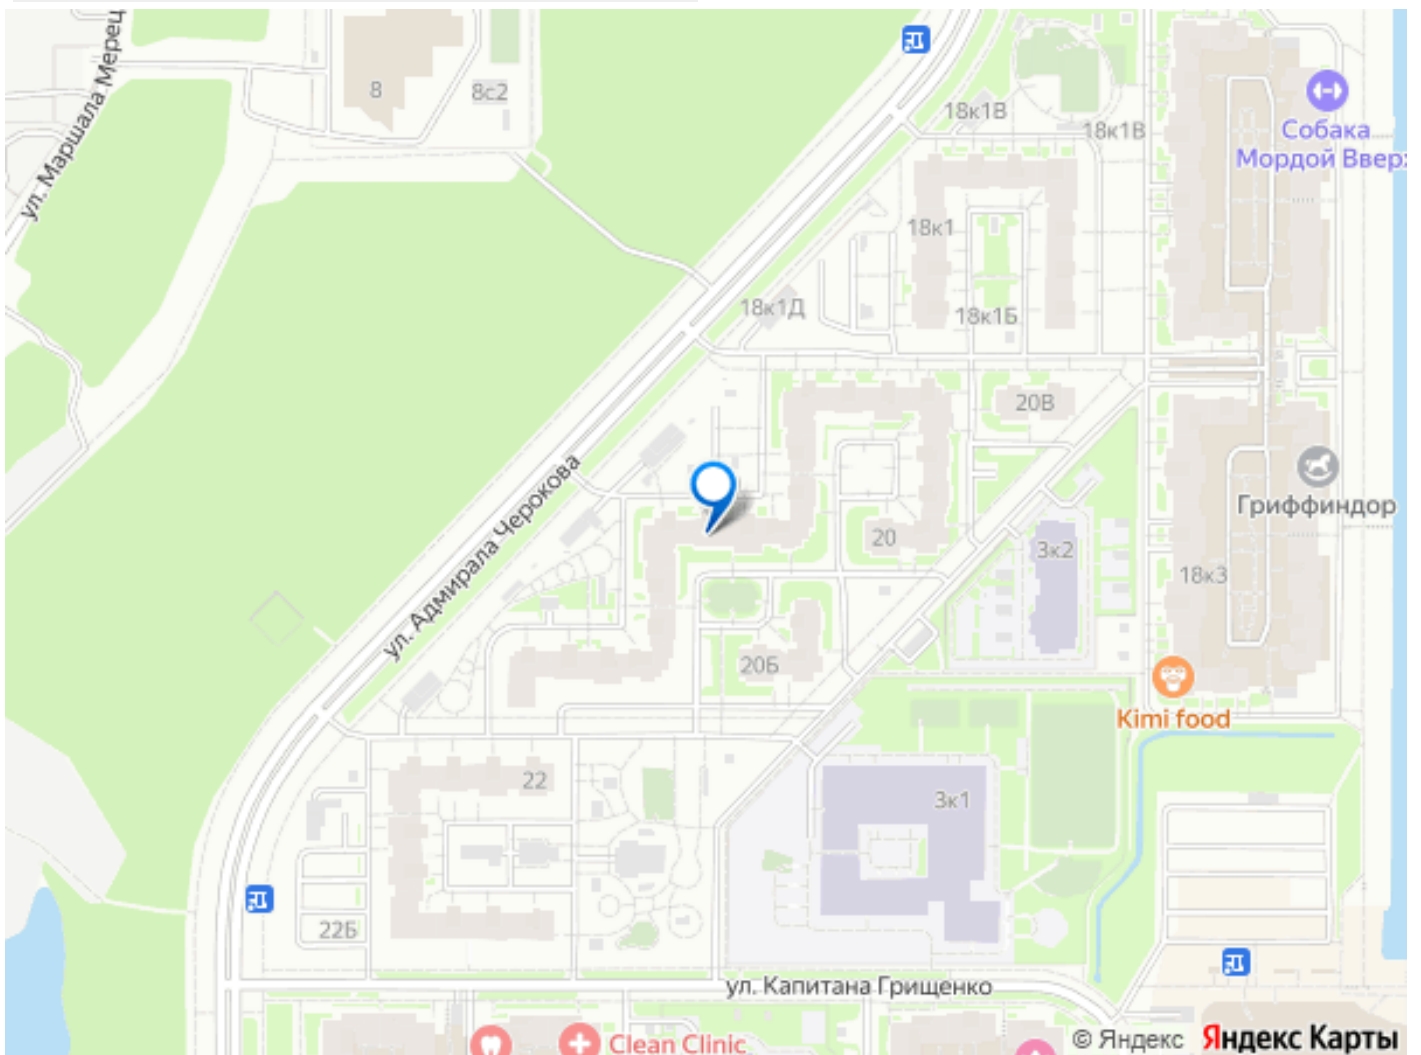 8
8с2
ул. Маршала Мерец
18к1В
18к1В
Собака
Мордой Вверх
18к1
18к1Д
18к1Б
20В
ул. Адмирала Черокова
Гриффиндор
20
3к2
18к3
20Б
Kimi food
22
3к1
22Б
ул. Капитана Грищенко
Clean Clinic
© Яндекс Яндекс Карты